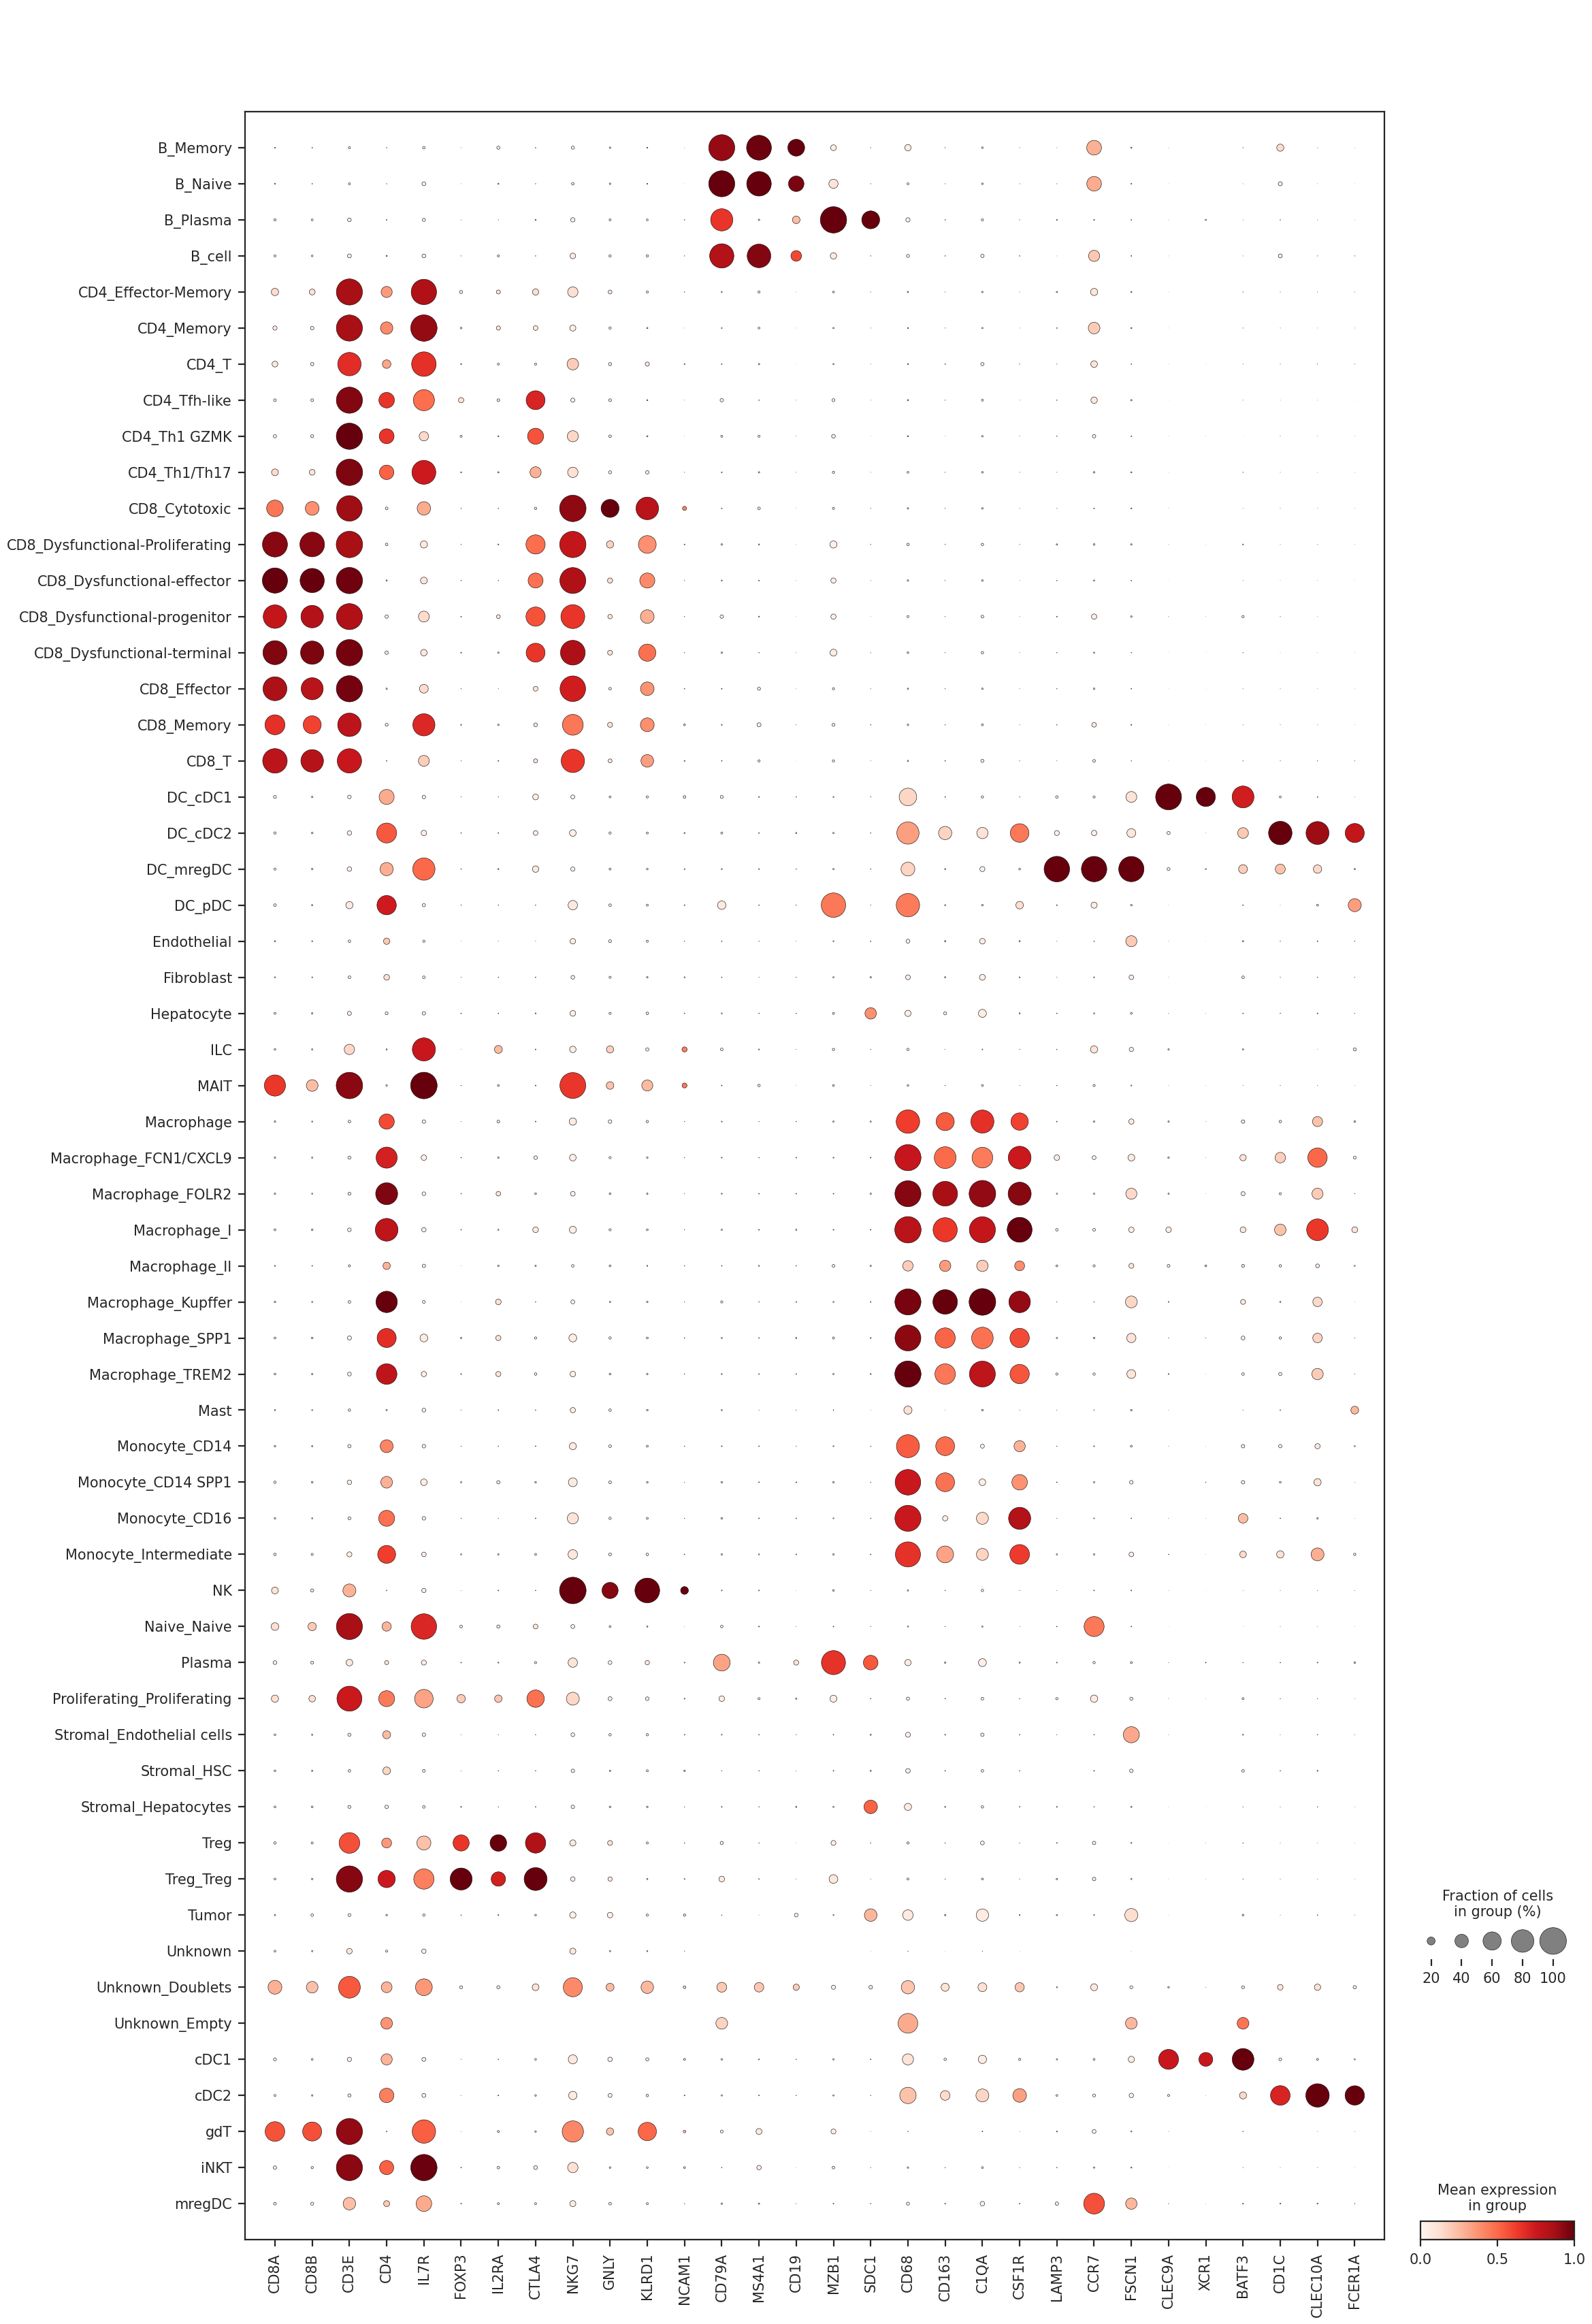 B_Memory
B_Naive
B_Plasma
B_cell
CD4_Effector-Memory
CD4_Memory
CD4_T
CD4_Tfh-like
CD4_Th1 GZMK
CD4_Th1/Th17
CD8_Cytotoxic
CD8_Dysfunctional-Proliferating
CD8_Dysfunctional-effector
CD8_Dysfunctional-progenitor
CD8_Dysfunctional-terminal
CD8_Effector
CD8_Memory
CD8_T
DC_cDC1
DC_cDC2
DC_mregDC
DC_pDC
Endothelial
Fibroblast
Hepatocyte
ILC
MAIT
Macrophage
Macrophage_FCN1/CXCL9
Macrophage_FOLR2
Macrophage_I
Macrophage_II
Macrophage_Kupffer
Macrophage_SPP1
Macrophage_TREM2
Mast
Monocyte_CD14
Monocyte_CD14 SPP1
Monocyte_CD16
Monocyte_Intermediate
NK
Naive_Naive
Plasma
Proliferating_Proliferating
Stromal_Endothelial cells
Stromal_HSC
Stromal_Hepatocytes
Treg
Treg_Treg
Tumor
Unknown
Unknown_Doublets
Unknown_Empty
cDC1
cDC2
gdT
iNKT
mregDC
CD8A
CD8B
CD3E
CD4
IL7R
FOXP3
IL2RA
CTLA4
NKG7
GNLY
KLRD1
NCAM1
CD79A
MS4A1
CD19
MZB1
SDC1
CD68
CD163
C1QA
CSF1R
LAMP3
CCR7
FSCN1
CLEC9A
XCR1
BATF3
CD1C
CLEC10A
FCER1A
Fraction of cells
in group (%)
20 40 60 80 100
Mean expression
in group
0.0 0.5 1.0